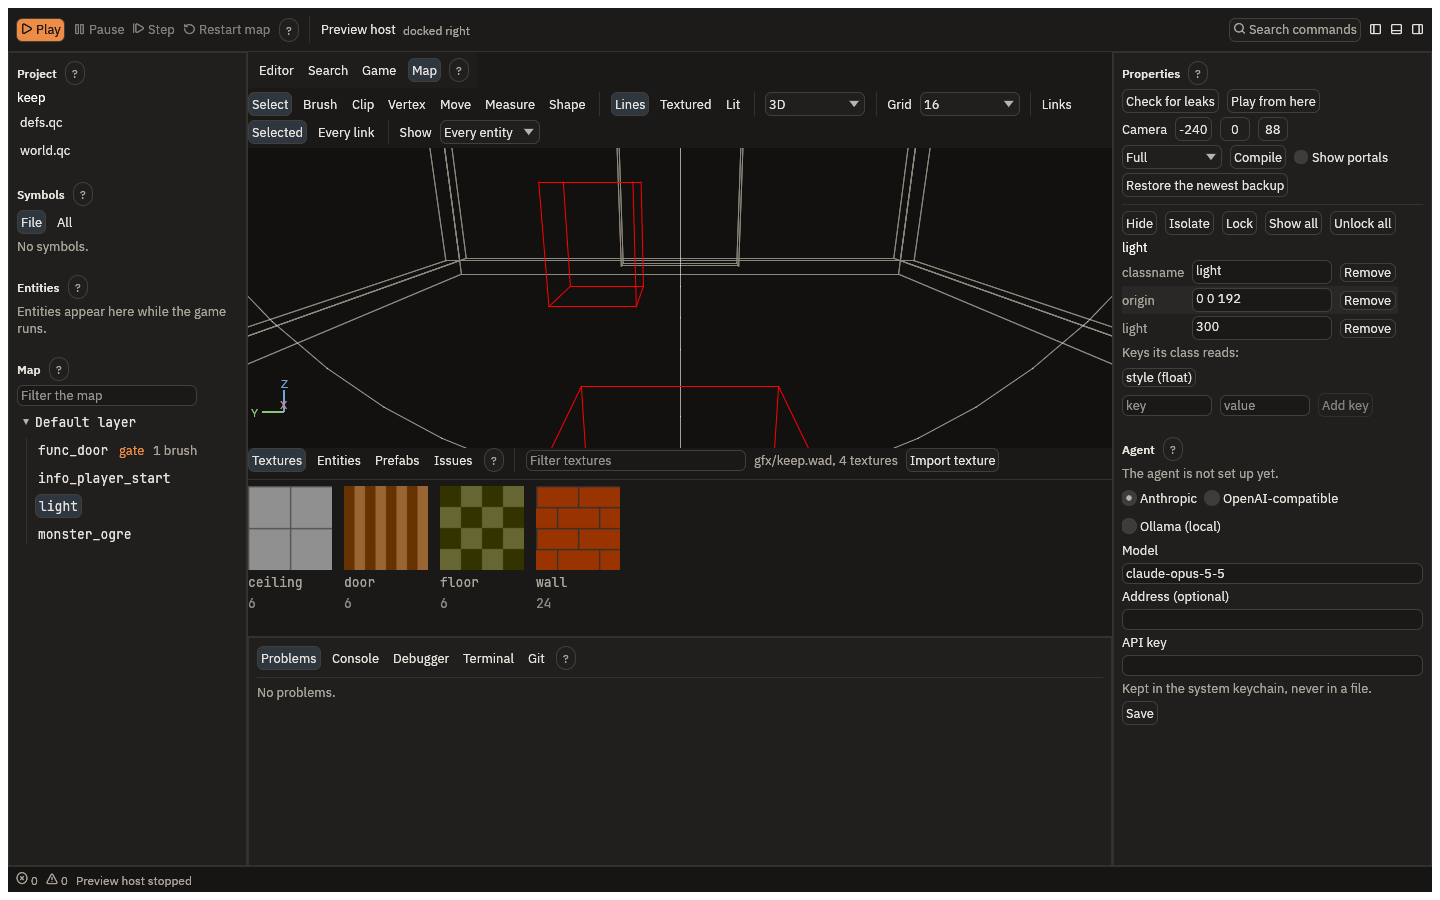 Play Pause Step Restart map ? Preview host docked right Search commands
Project ?
keep
defs.qc
world.qc
Symbols ?
File All
No symbols.
Entities ?
Entities appear here while the game
runs.
Map ?
Filter the map
Default layer
func_door gate 1 brush
info_player_start
light
monster_ogre
Editor Search Game Map ?
Select Brush Clip Vertex Move Measure Shape Lines Textured Lit 3D Grid 16 Links
Selected Every link Show Every entity
Z
Y X
Textures Entities Prefabs Issues ? Filter textures gfx/keep.wad, 4 textures Import texture
ceiling door floor wall
6 6 6 24
Problems Console Debugger Terminal Git ?
No problems.
Properties ?
Check for leaks Play from here
Camera -240 0 88
Full Compile Show portals
Restore the newest backup
Hide Isolate Lock Show all Unlock all
light
classname light Remove
origin 0 0 192 Remove
light 300 Remove
Keys its class reads:
style (float)
key value Add key
Agent ?
The agent is not set up yet.
Anthropic OpenAI-compatible
Ollama (local)
Model
claude-opus-5-5
Address (optional)
API key
Kept in the system keychain, never in a file.
Save
0 0 Preview host stopped